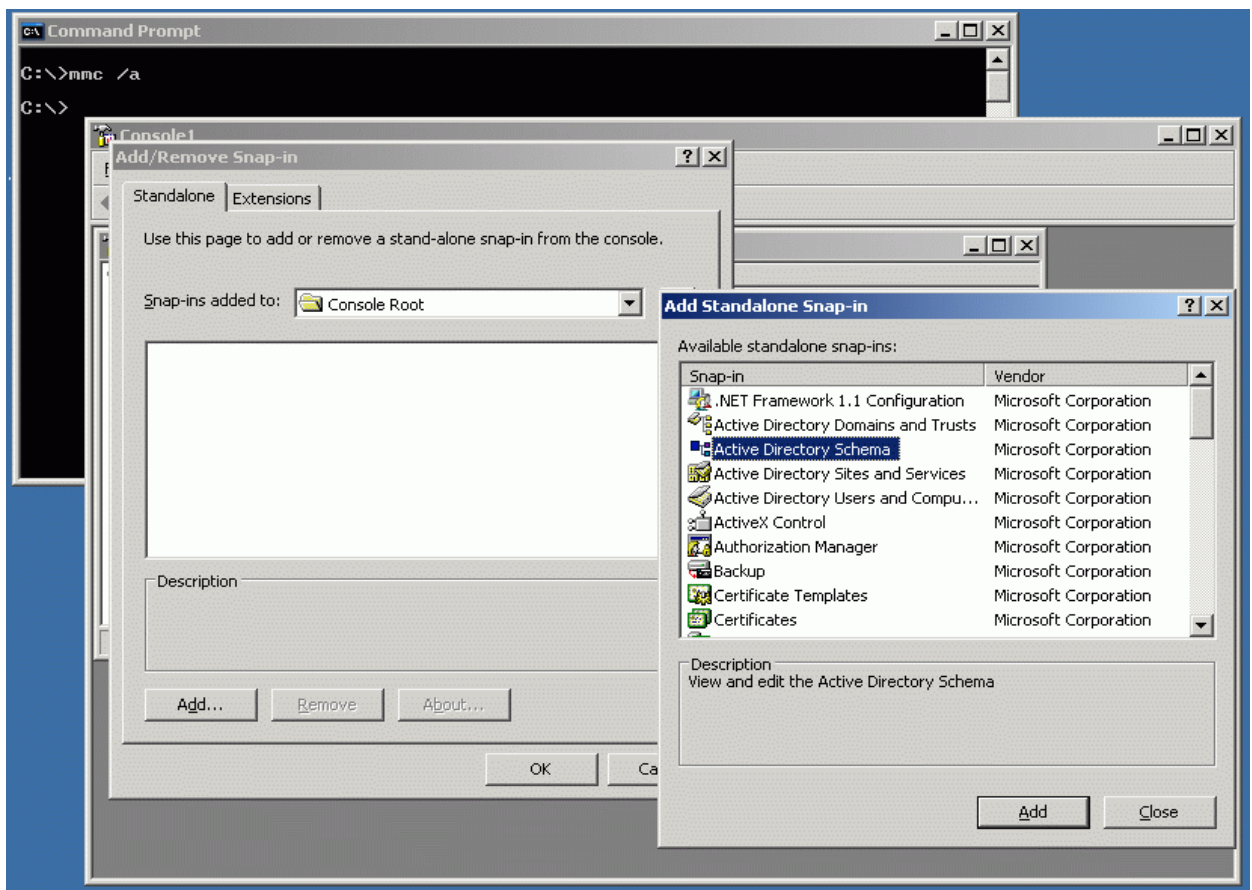 Command Prompt
C:\>mmc /a
C:\>
Console1
Add/Remove Snap-in
Standalone
Extensions
Use this page to add or remove a stand-alone snap-in from the console.
Snap-ins added to:
Console Root
Description
Add...
Remove
About...
OK
Add Standalone Snap-in
Available standalone snap-ins:
Snap-in Vendor
.NET Framework 1.1 Configuration Microsoft Corporation
Active Directory Domains and Trusts Microsoft Corporation
Active Directory Schema Microsoft Corporation
Active Directory Sites and Services Microsoft Corporation
Active Directory Users and Compu... Microsoft Corporation
ActiveX Control Microsoft Corporation
Authorization Manager Microsoft Corporation
Backup Microsoft Corporation
Certificate Templates Microsoft Corporation
Certificates Microsoft Corporation
Description
View and edit the Active Directory Schema
Add
Close